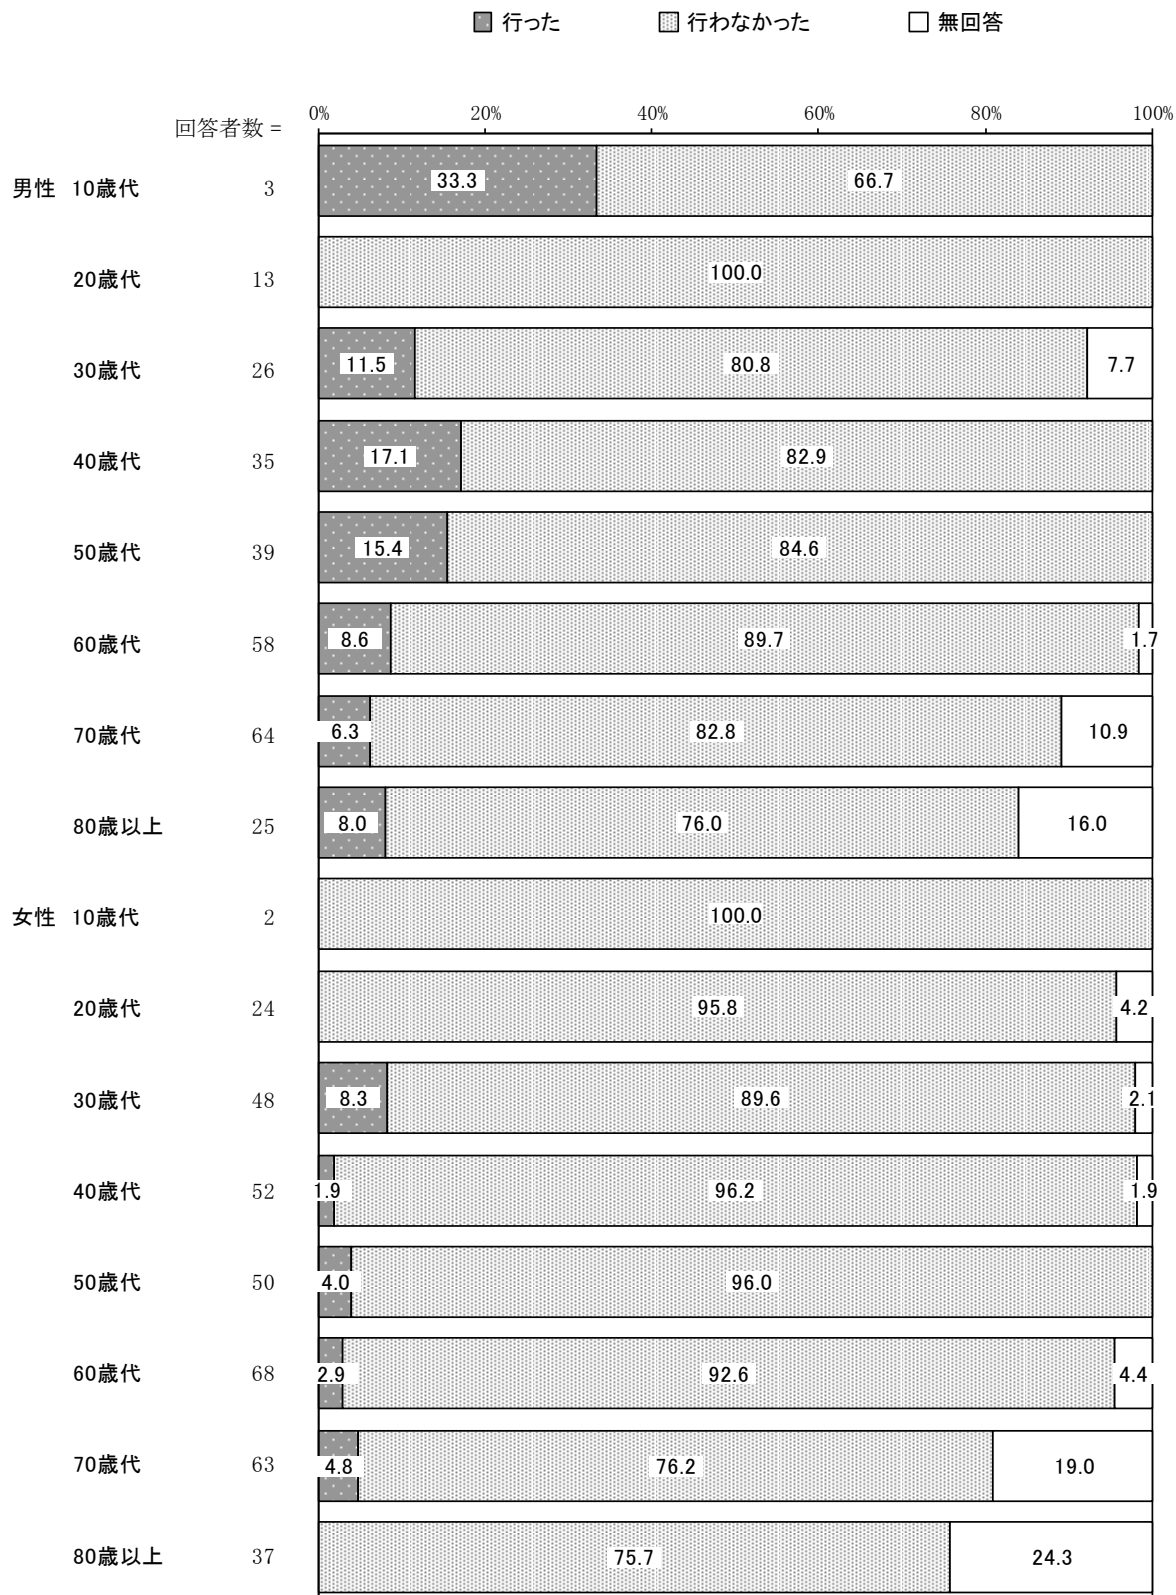 行った 行わなかった 無回答
回答者数 = 0% 20% 40% 60% 80% 100%
男性 10歳代 3 33.3 66.7
20歳代 13 100.0
30歳代 26 11.5 80.8 7.7
40歳代 35 17.1 82.9
50歳代 39 15.4 84.6
60歳代 58 8.6 89.7 1.7
70歳代 64 6.3 82.8 10.9
80歳以上 25 8.0 76.0 16.0
女性 10歳代 2 100.0
20歳代 24 95.8 4.2
30歳代 48 8.3 89.6 2.1
40歳代 52 1.9 96.2 1.9
50歳代 50 4.0 96.0
60歳代 68 2.9 92.6 4.4
70歳代 63 4.8 76.2 19.0
80歳以上 37 75.7 24.3